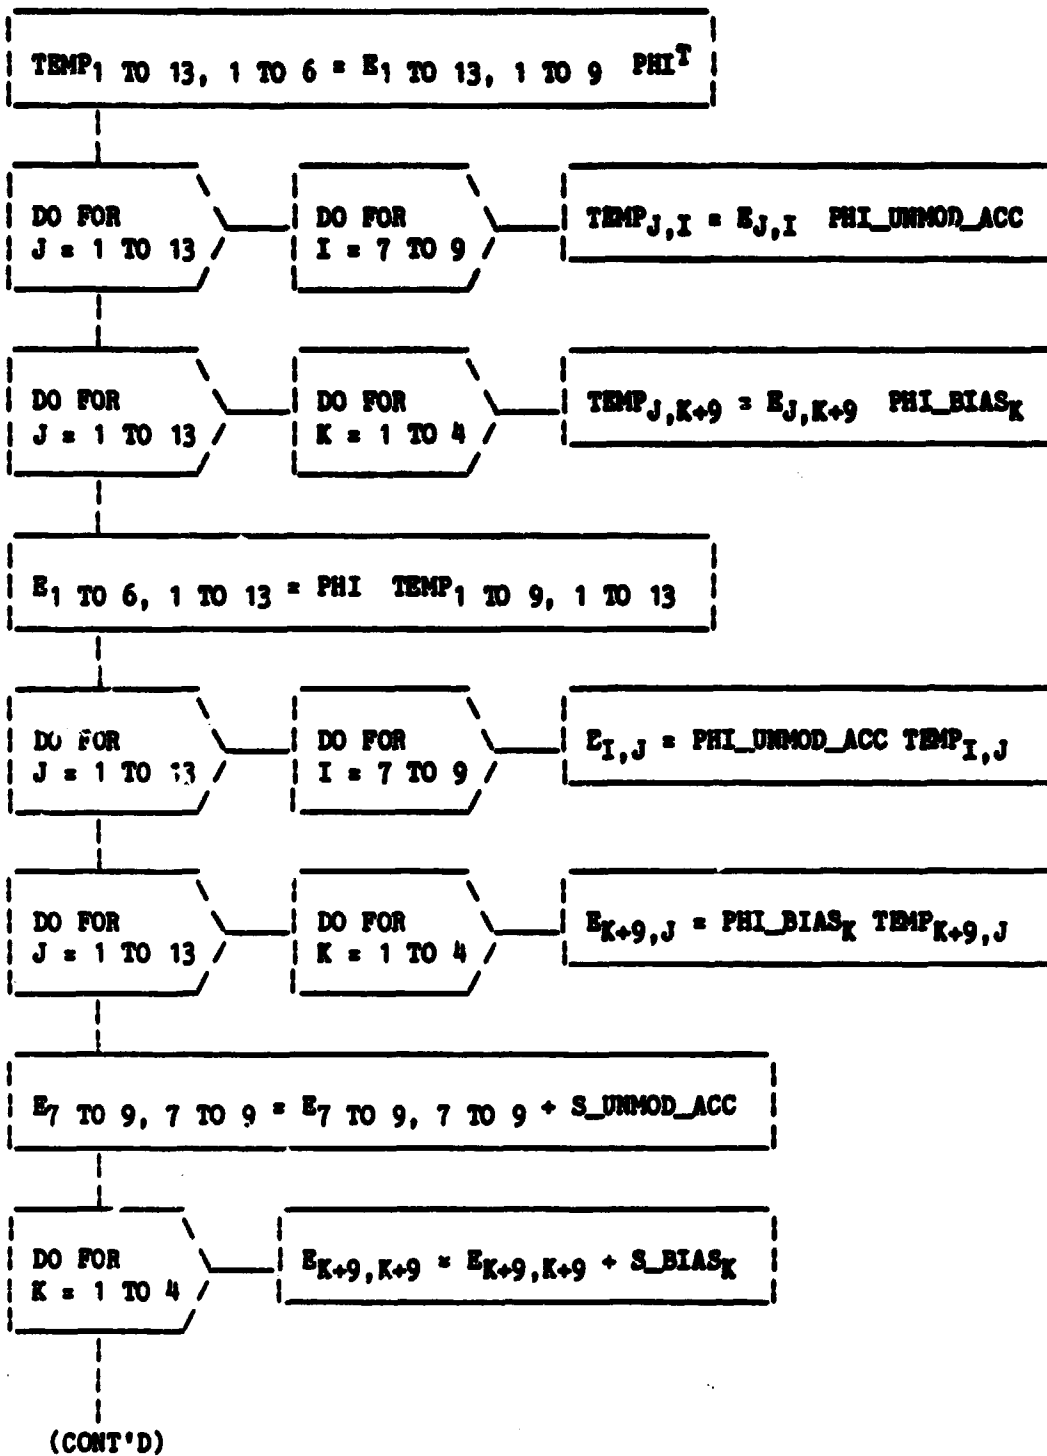 TEMP1 TO 13, 1 TO 6 = E1 TO 13, 1 TO 9 PHI^T
DO FOR
J = 1 TO 13
DO FOR
I = 7 TO 9
TEMPJ,I = EJ,I PHI_UNMOD_ACC
DO FOR
J = 1 TO 13
DO FOR
K = 1 TO 4
TEMPJ,K+9 = EJ,K+9 PHI_BIASK
E1 TO 6, 1 TO 13 = PHI TEMP1 TO 9, 1 TO 13
DO FOR
J = 1 TO 13
DO FOR
I = 7 TO 9
EI,J = PHI_UNMOD_ACC TEMPI,J
DO FOR
J = 1 TO 13
DO FOR
K = 1 TO 4
EK+9,J = PHI_BIASK TEMPK+9,J
E7 TO 9, 7 TO 9 = E7 TO 9, 7 TO 9 + S_UNMOD_ACC
DO FOR
K = 1 TO 4
EK+9,K+9 = EK+9,K+9 + S_BIASK
(CONT'D)